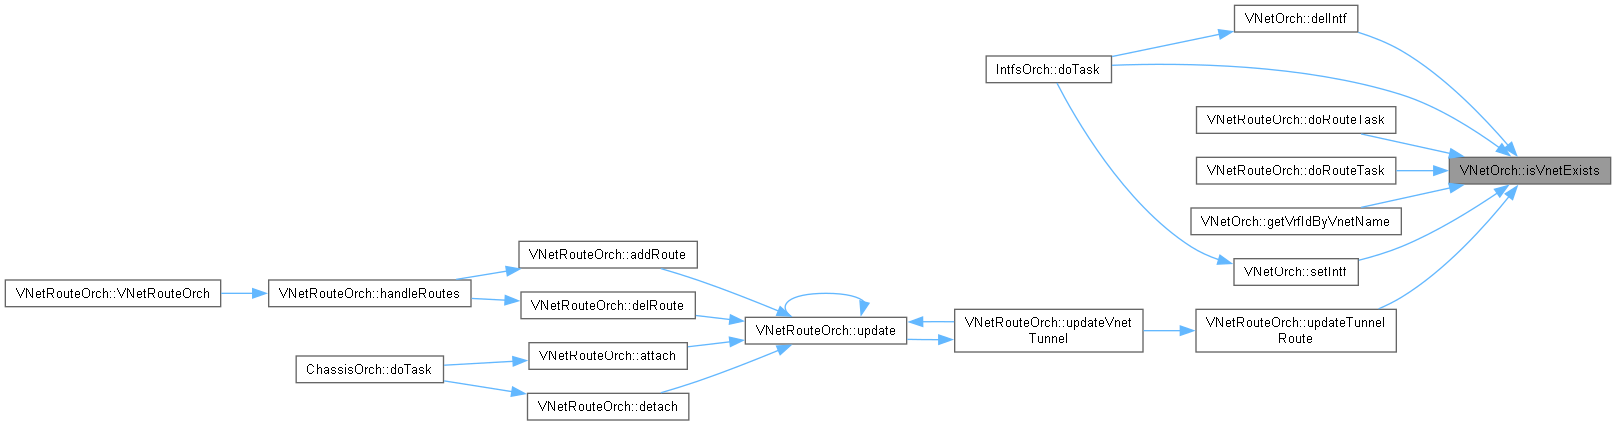 VNetOrch::delIntf
IntfsOrch::doTask
VNetRouteOrch::doRouteTask
VNetOrch::isVnetExists
VNetRouteOrch::doRouteTask
VNetOrch::getVrfIdByVnetName
VNetRouteOrch::addRoute
VNetOrch::setIntf
VNetRouteOrch::VNetRouteOrch
VNetRouteOrch::handleRoutes
VNetRouteOrch::delRoute
VNetRouteOrch::update
VNetRouteOrch::updateVnet
Tunnel
VNetRouteOrch::updateTunnel
Route
VNetRouteOrch::attach
ChassisOrch::doTask
VNetRouteOrch::detach